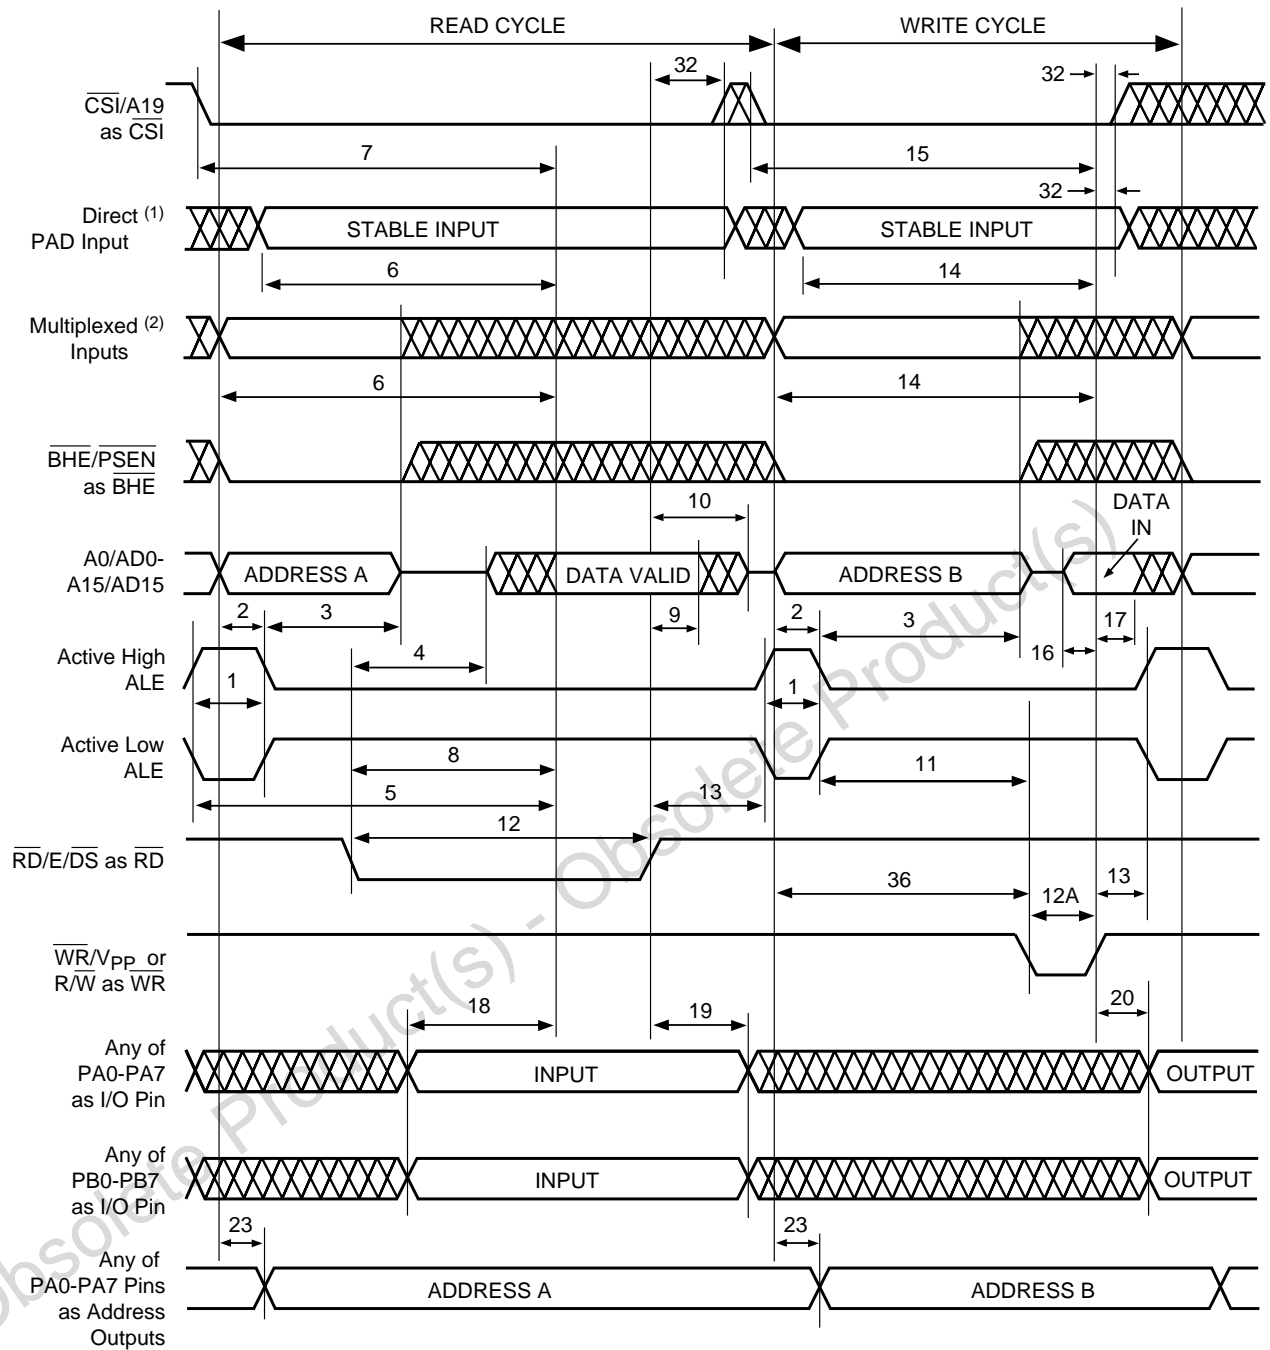 READ CYCLE
WRITE CYCLE
32
32
CSI/A19
as CSI
7
15
32
Direct (1)
PAD Input
STABLE INPUT
STABLE INPUT
6
14
Multiplexed (2)
Inputs
6
14
BHE/PSEN
as BHE
10
DATA
IN
A0/AD0-
A15/AD15
ADDRESS A
DATA VALID
ADDRESS B
2
3
9
2
3
17
4
16
Active High
ALE
1
1
Active Low
ALE
8
11
5
13
12
RD/E/DS as RD
36
12A
13
WR/VPP or
R/W as WR
18
19
20
Any of
PA0-PA7
as I/O Pin
INPUT
OUTPUT
Any of
PB0-PB7
as I/O Pin
INPUT
OUTPUT
23
23
Any of
PA0-PA7 Pins
as Address
Outputs
ADDRESS A
ADDRESS B
Obsolete Product(s) - Obsolete Product(s)